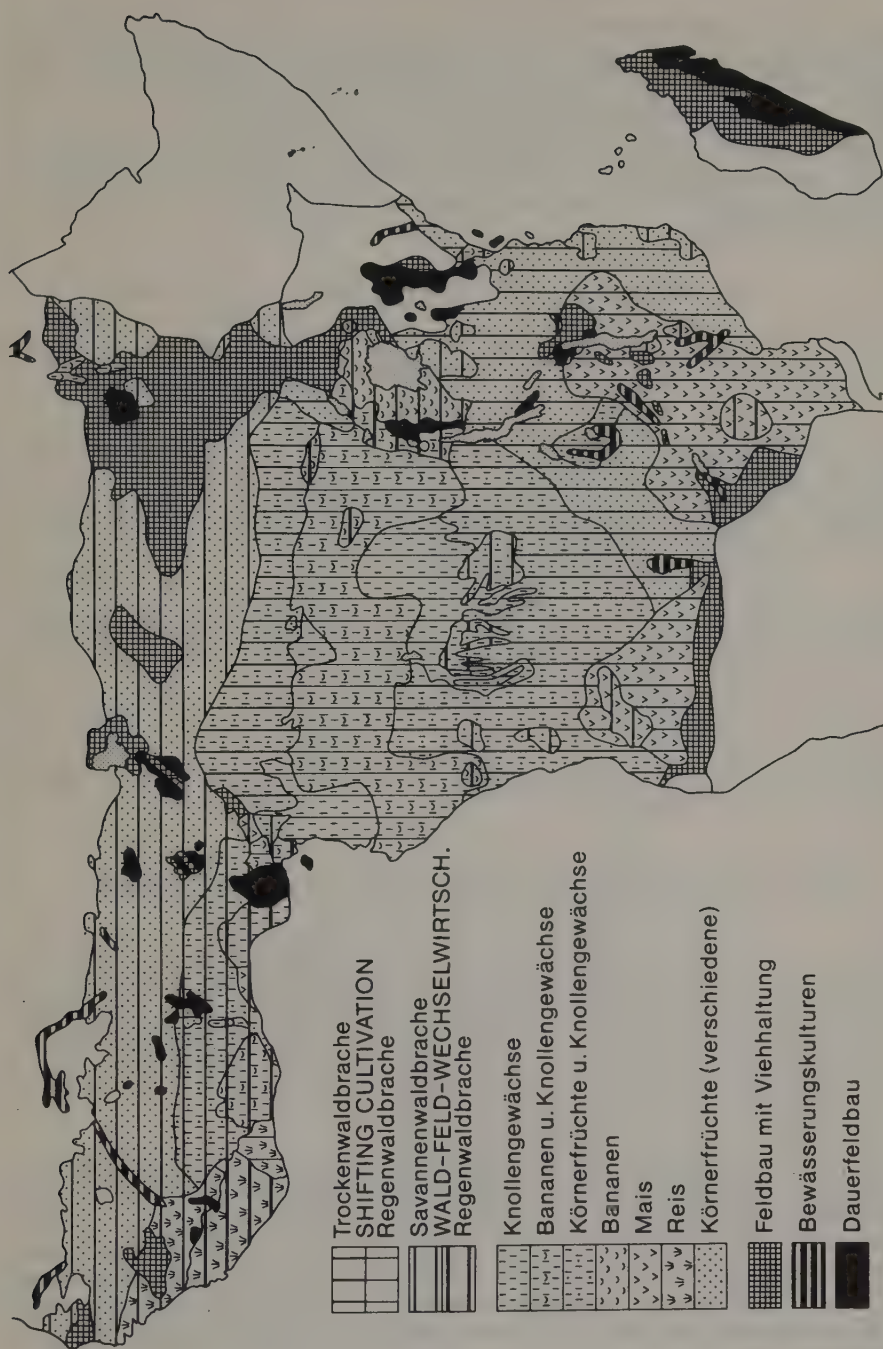 Trockenwaldbrache
SHIFTING CULTIVATION
Regenwaldbrache
Savannenwaldbrache
WALD-FELD-WECHSELWIRTSCH.
Regenwaldbrache
Knollengewächse
Bananen u. Knollengewächse
Körnerfrüchte u. Knollengewächse
Bananen
Mais
Reis
Körnerfrüchte (verschiedene)
Feldbau mit Viehhaltung
Bewässerungskulturen
Dauerfeldbau